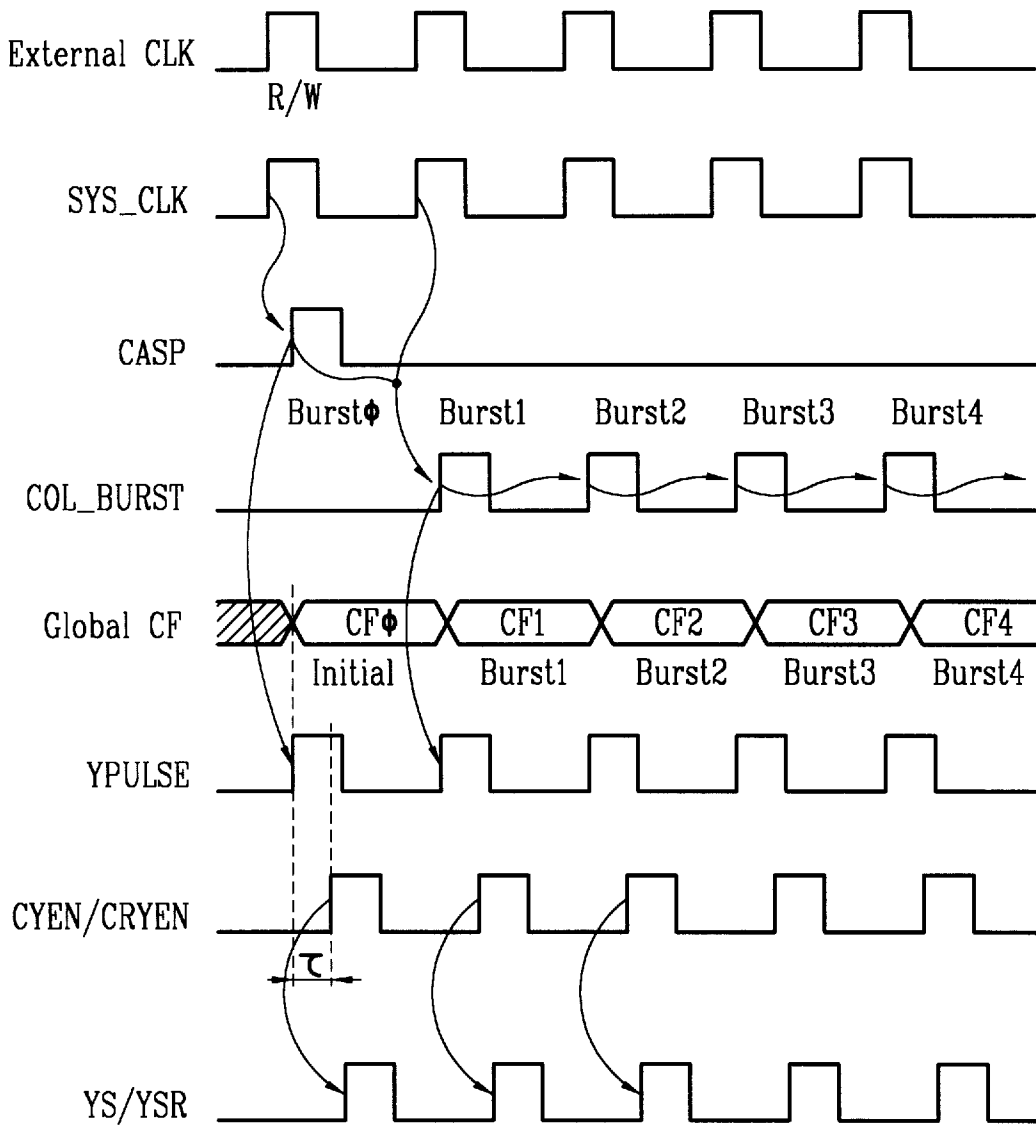 External CLK
R/W
SYS_CLK
CASP
Burstϕ Burst1 Burst2 Burst3 Burst4
COL_BURST
Global CF CFϕ CF1 CF2 CF3 CF4
Initial Burst1 Burst2 Burst3 Burst4
YPULSE
CYEN/CRYEN
τ
YS/YSR